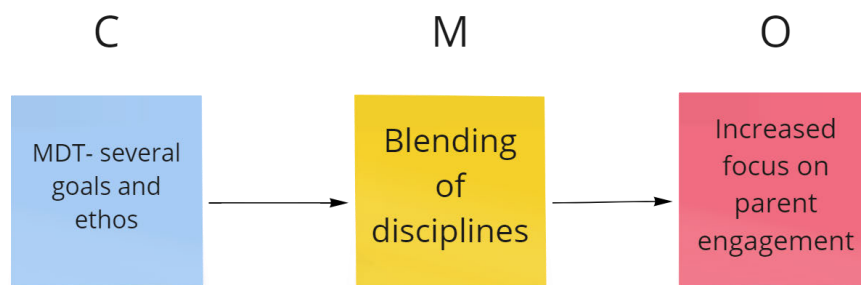 C
M
O
MDT- several
goals and
ethos
Blending
of
disciplines
Increased
focus on
parent
engagement